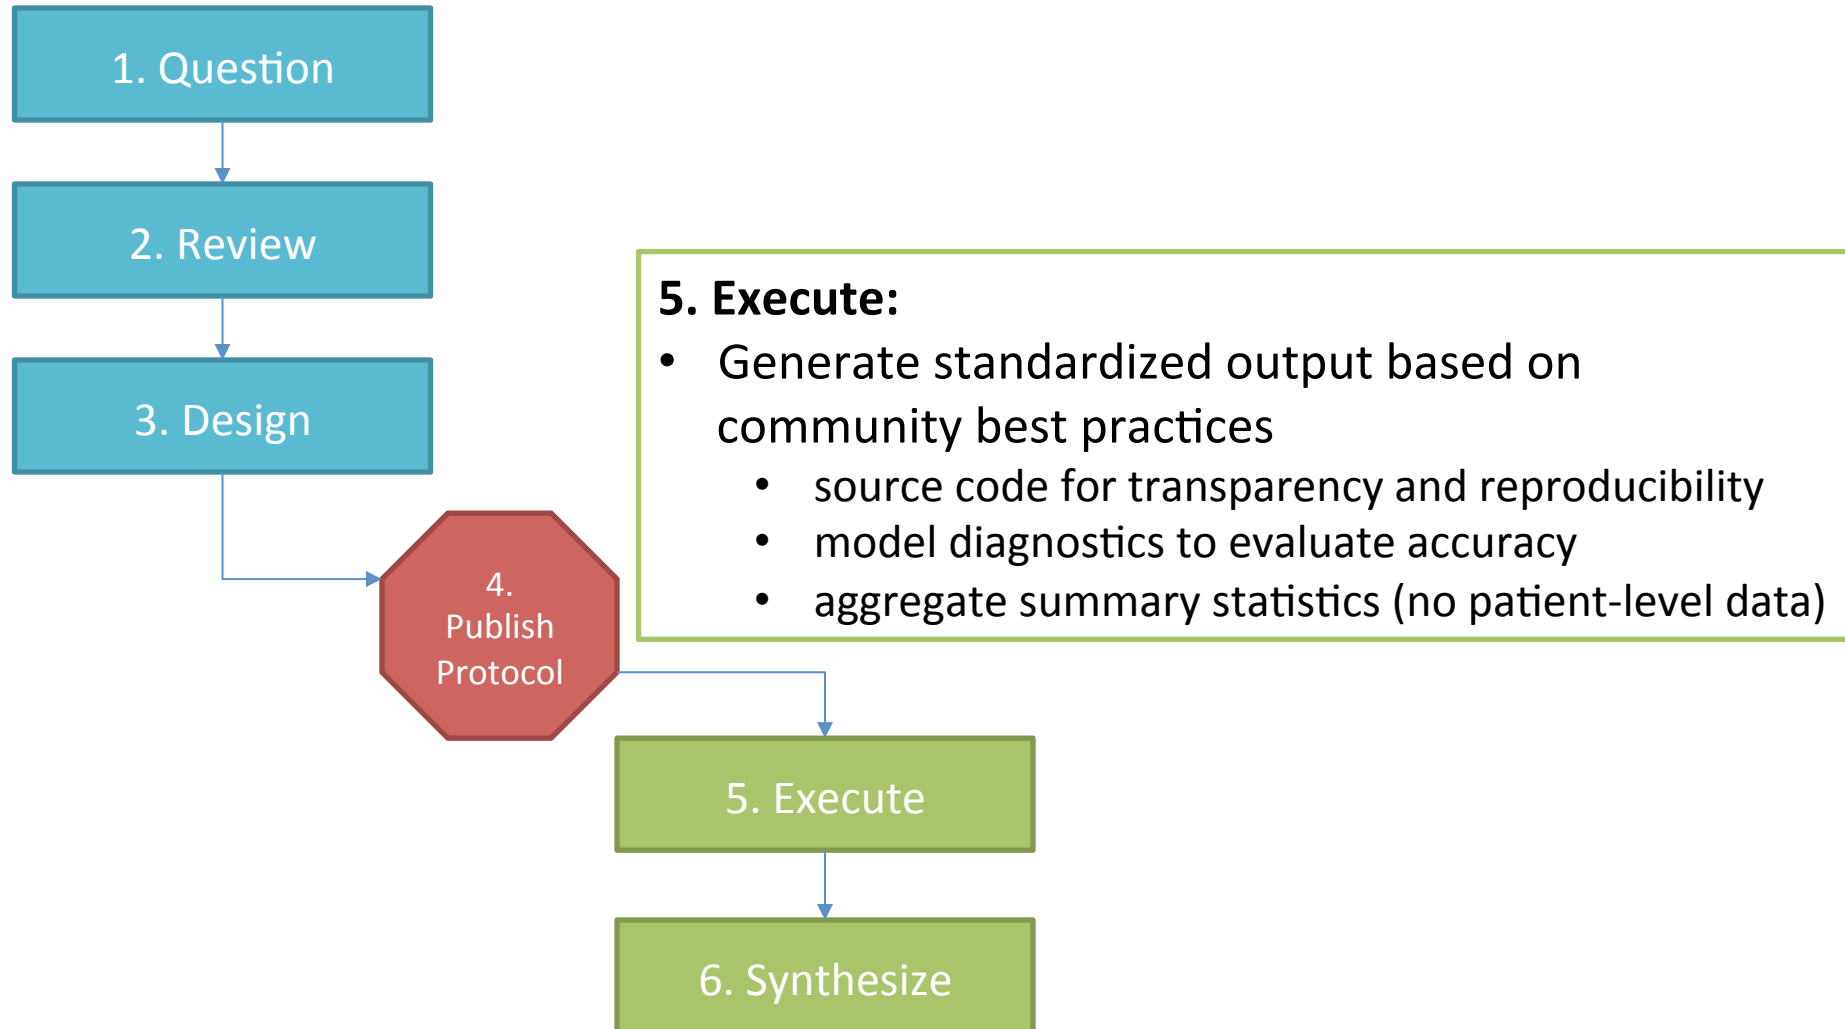 1. Question
2. Review
3. Design
4.
Publish
Protocol
5. Execute:
• Generate standardized output based on
community best practices
• source code for transparency and reproducibility
• model diagnostics to evaluate accuracy
• aggregate summary statistics (no patient-level data)
5. Execute
6. Synthesize